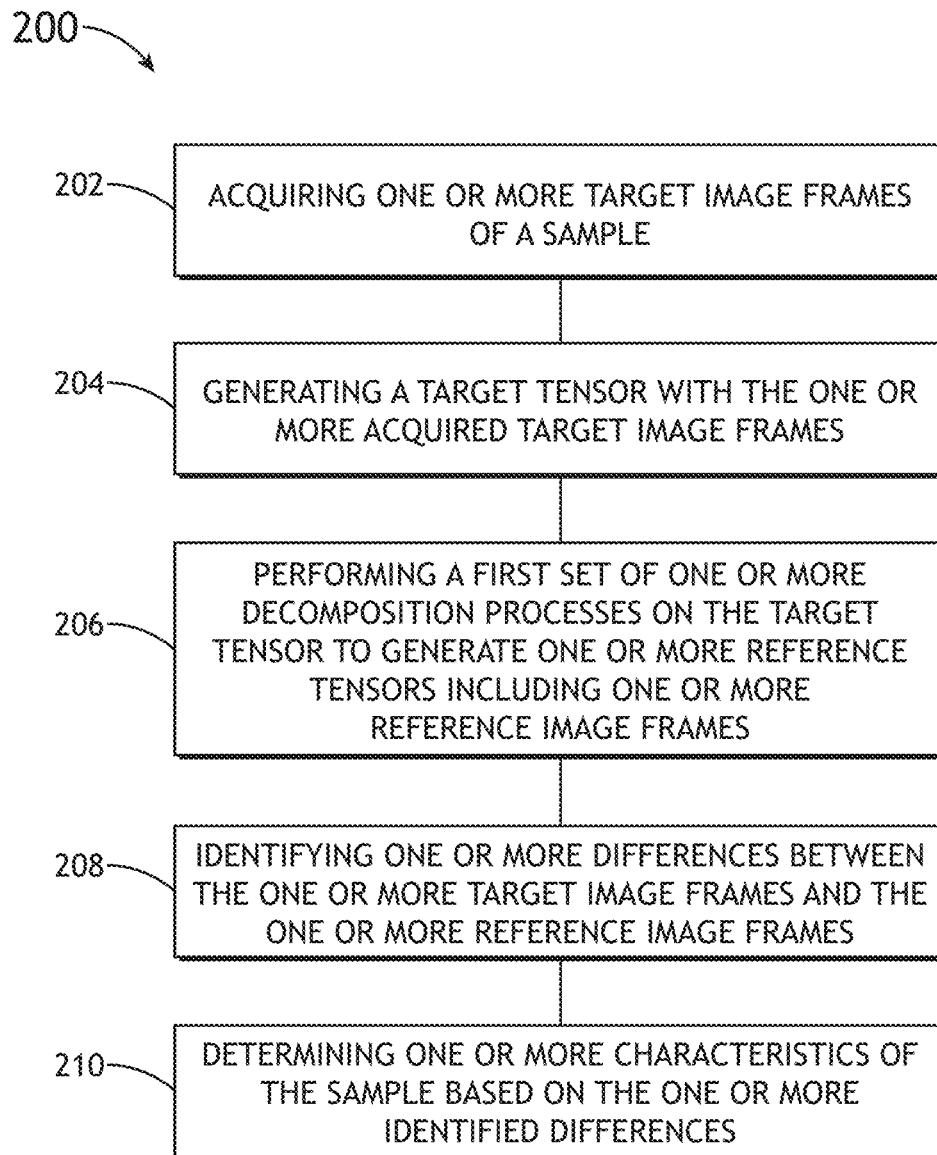 200
202
ACQUIRING ONE OR MORE TARGET IMAGE FRAMES
OF A SAMPLE
204
GENERATING A TARGET TENSOR WITH THE ONE OR
MORE ACQUIRED TARGET IMAGE FRAMES
206
PERFORMING A FIRST SET OF ONE OR MORE
DECOMPOSITION PROCESSES ON THE TARGET
TENSOR TO GENERATE ONE OR MORE REFERENCE
TENSORS INCLUDING ONE OR MORE
REFERENCE IMAGE FRAMES
208
IDENTIFYING ONE OR MORE DIFFERENCES BETWEEN
THE ONE OR MORE TARGET IMAGE FRAMES AND THE
ONE OR MORE REFERENCE IMAGE FRAMES
210
DETERMINING ONE OR MORE CHARACTERISTICS OF
THE SAMPLE BASED ON THE ONE OR MORE
IDENTIFIED DIFFERENCES